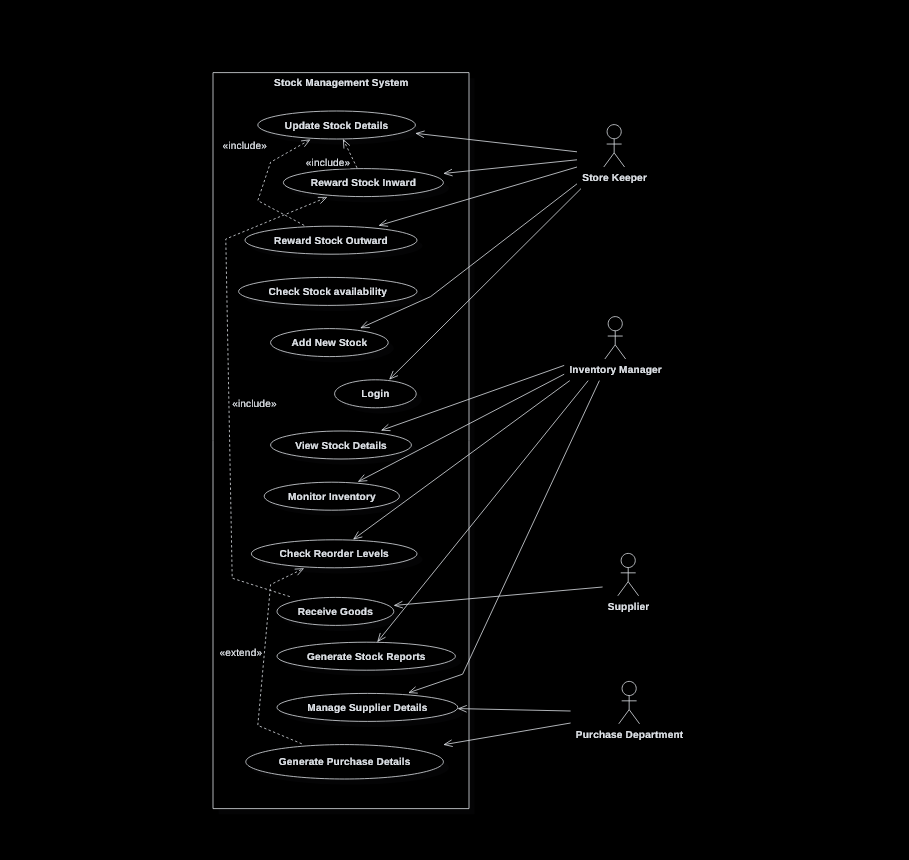 Stock Management System
Update Stock Details
«include»
«include»
Reward Stock Inward
Store Keeper
Reward Stock Outward
Check Stock availability
Add New Stock
Inventory Manager
Login
«include»
View Stock Details
Monitor Inventory
Check Reorder Levels
Receive Goods
Supplier
«extend»
Generate Stock Reports
Manage Supplier Details
Purchase Department
Generate Purchase Details